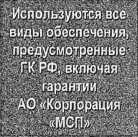 Используются все
виды обеспечения,
предусмотренные
ГК РФ, включая
гарантии
АО «Корпорация
«МСП»